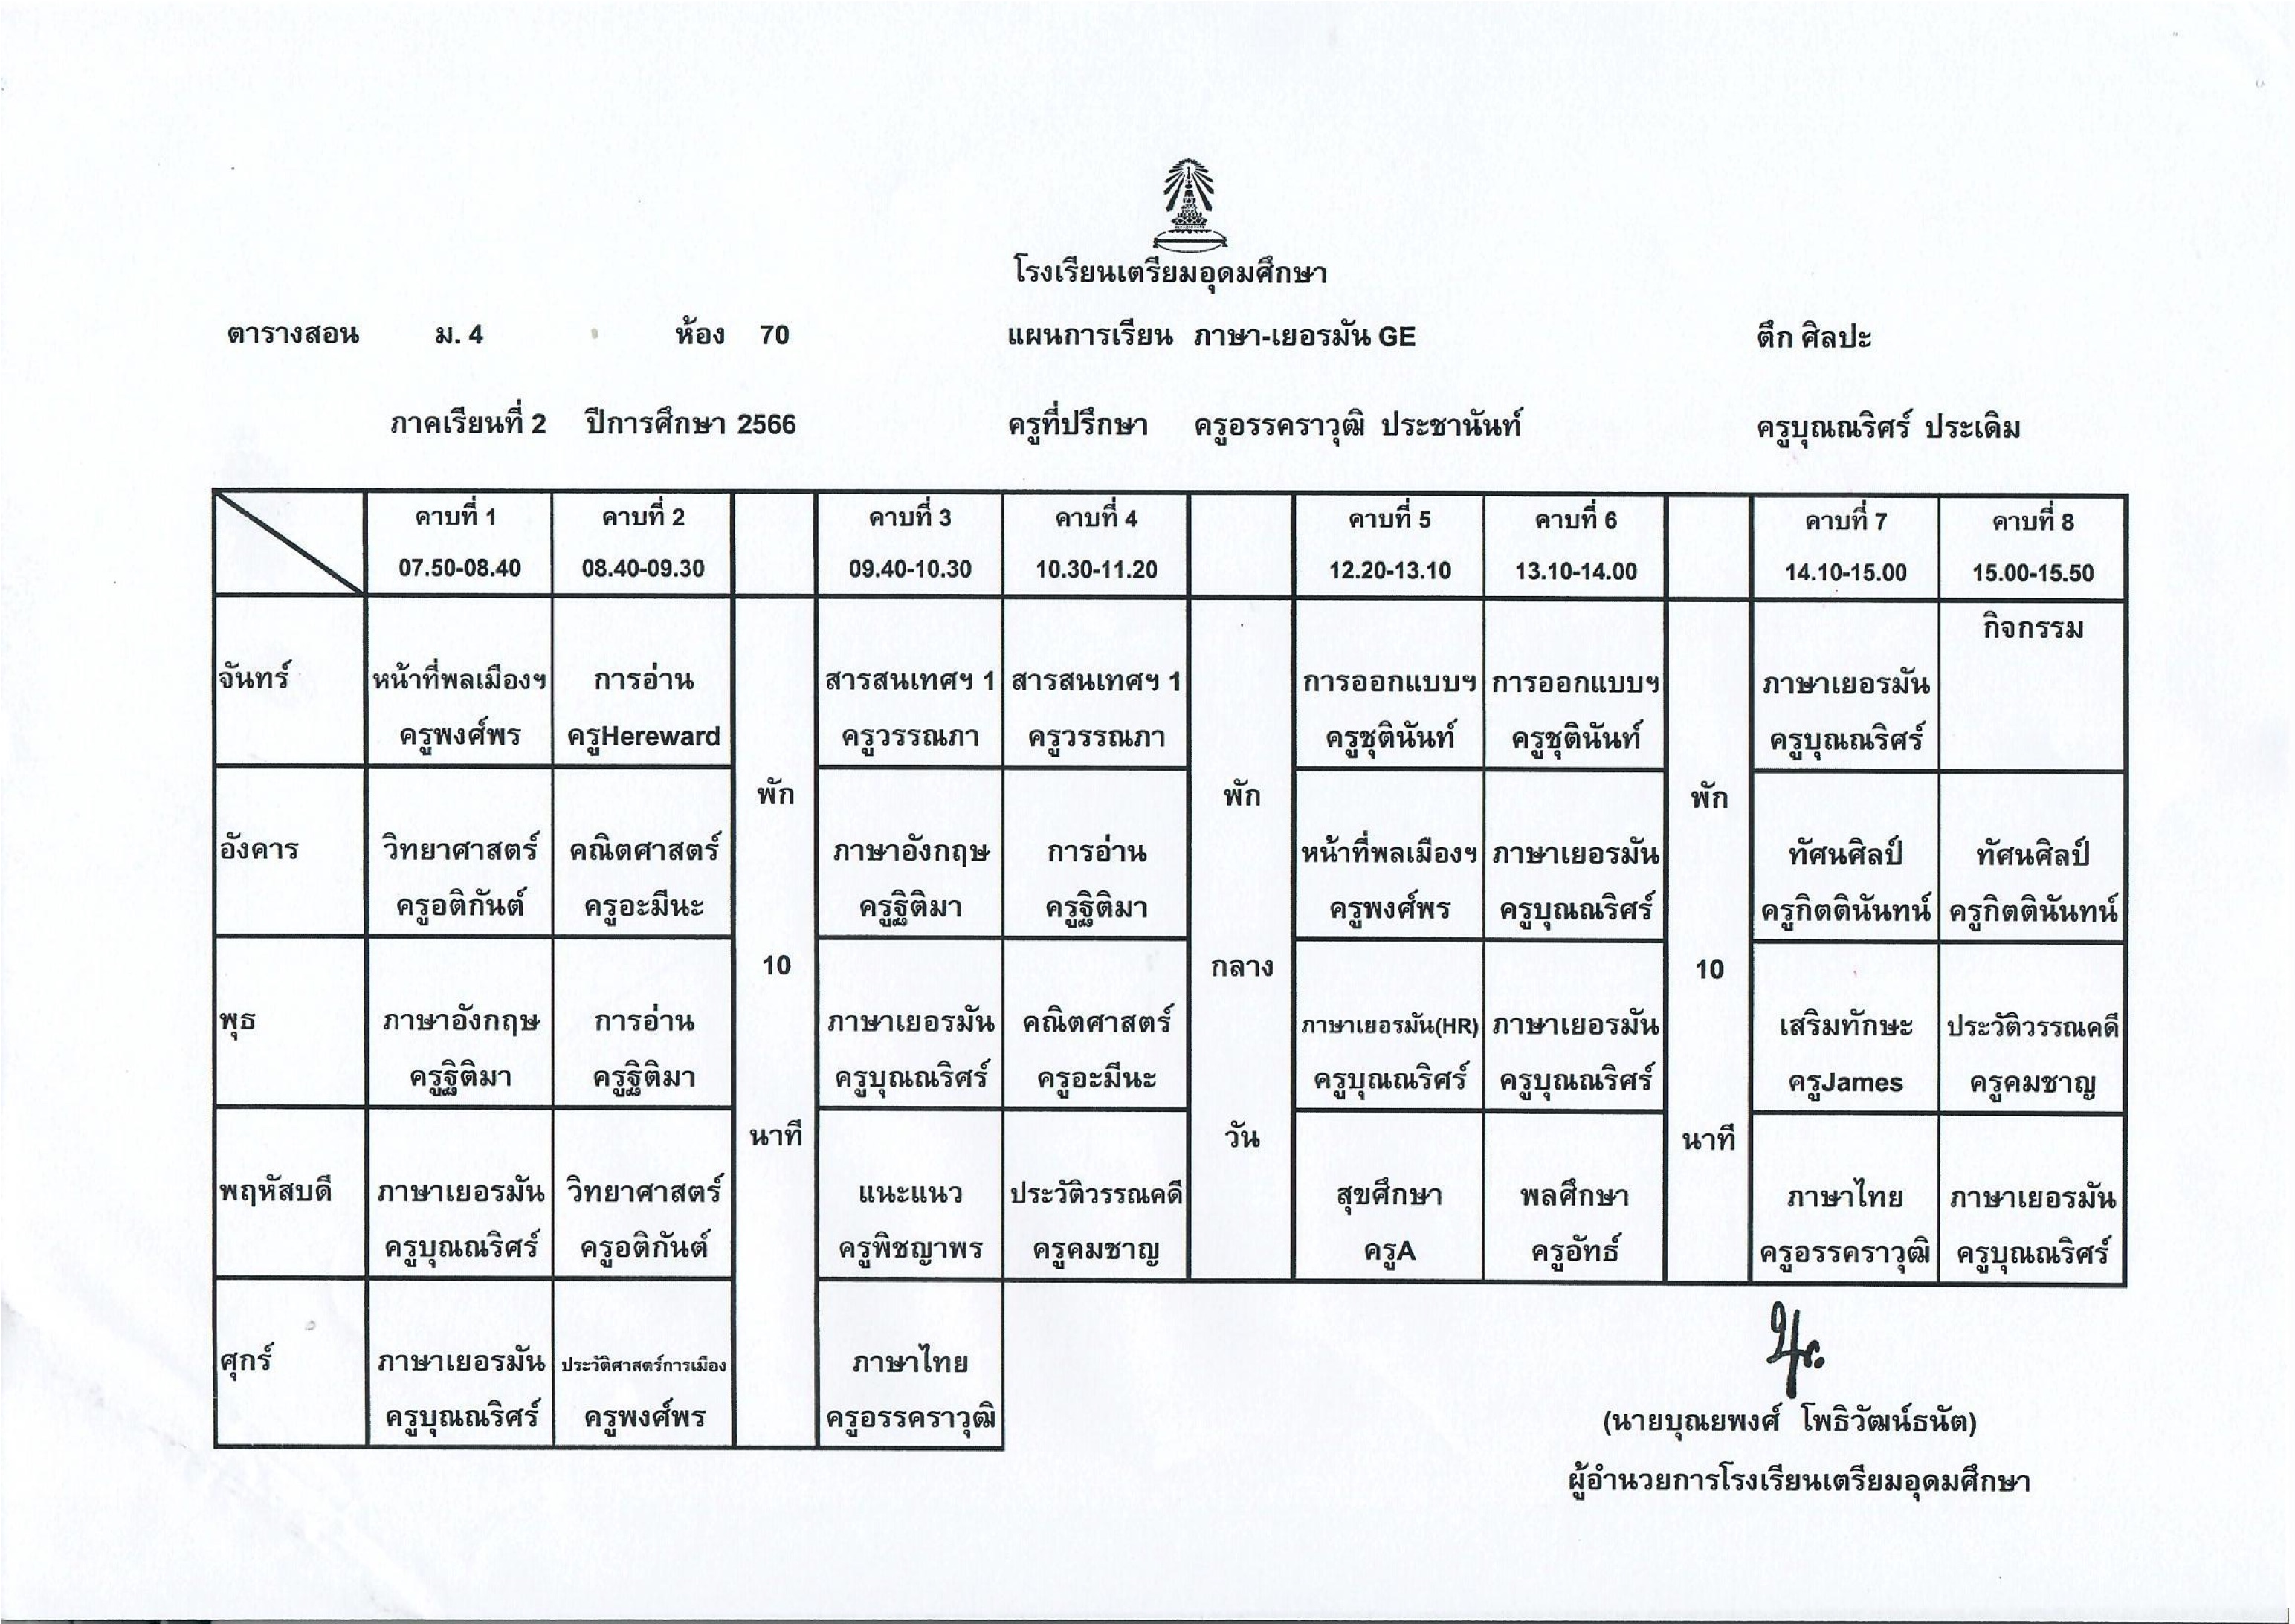 โรงเรียนเตรียมอุดมศึกษา
ตารางสอน ม. 4 ห้อง 70 แผนการเรียน ภาษา-เยอรมัน GE ตึก ศิลปะ
ภาคเรียนที่ 2 ปีการศึกษา 2566 ครูที่ปรึกษา ครูอรรคราวุฒิ ประชานันท์ ครูบุณณริศร์ ประเดิม
คาบที่ 1 คาบที่ 2 คาบที่ 3 คาบที่ 4 คาบที่ 5 คาบที่ 6 คาบที่ 7 คาบที่ 8
07.50-08.40 08.40-09.30 09.40-10.30 10.30-11.20 12.20-13.10 13.10-14.00 14.10-15.00 15.00-15.50
กิจกรรม
จันทร์ หน้าที่พลเมืองฯ การอ่าน สารสนเทศฯ 1 สารสนเทศฯ 1 การออกแบบฯ การออกแบบฯ ภาษาเยอรมัน
ครูพงศ์พร ครูHereward ครูวรรณภา ครูวรรณภา ครูชุตินันท์ ครูชุตินันท์ ครูบุณณริศร์
พัก พัก พัก
อังคาร วิทยาศาสตร์ คณิตศาสตร์ ภาษาอังกฤษ การอ่าน หน้าที่พลเมืองฯ ภาษาเยอรมัน ทัศนศิลป์ ทัศนศิลป์
ครูอติกันต์ ครูอะมีนะ ครูฐิติมา ครูฐิติมา ครูพงศ์พร ครูบุณณริศร์ ครูกิตตินันทน์ ครูกิตตินันทน์
10 กลาง 10
พุธ ภาษาอังกฤษ การอ่าน ภาษาเยอรมัน คณิตศาสตร์ ภาษาเยอรมัน(HR) ภาษาเยอรมัน เสริมทักษะ ประวัติวรรณคดี
ครูฐิติมา ครูฐิติมา ครูบุณณริศร์ ครูอะมีนะ ครูบุณณริศร์ ครูบุณณริศร์ ครูJames ครูคมชาญ
นาที วัน นาที
พฤหัสบดี ภาษาเยอรมัน วิทยาศาสตร์ แนะแนว ประวัติวรรณคดี สุขศึกษา พลศึกษา ภาษาไทย ภาษาเยอรมัน
ครูบุณณริศร์ ครูอติกันต์ ครูพิชญาพร ครูคมชาญ ครูA ครูอัทธ์ ครูอรรคราวุฒิ ครูบุณณริศร์
ศุกร์ ภาษาเยอรมัน ประวัติศาสตร์การเมือง ภาษาไทย
ครูบุณณริศร์ ครูพงศ์พร ครูอรรคราวุฒิ
(นายบุณยพงศ์ โพธิวัฒน์ธนัต)
ผู้อำนวยการโรงเรียนเตรียมอุดมศึกษา